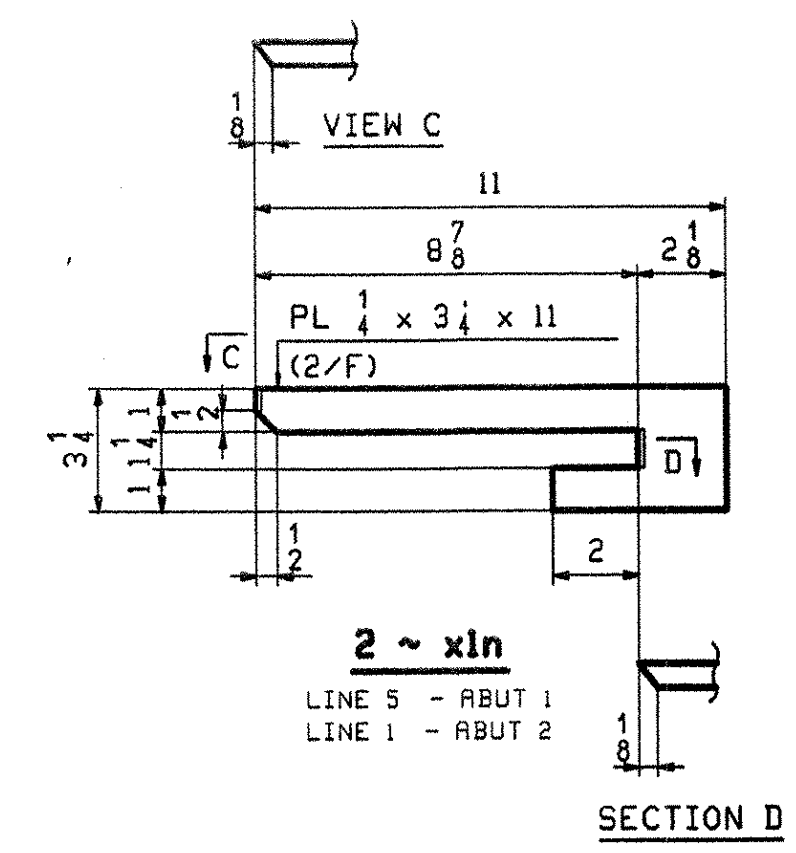 1/8
VIEW C
11
8 7/8
2 1/8
PL 1/4 x 3 1/4 x 11
(2/F)
C
3 1/4
1
1/2
1 1/4
1
D
1/2
2
2 ~ x1n
LINE 5 - ABUT 1
LINE 1 - ABUT 2
1/8
SECTION D